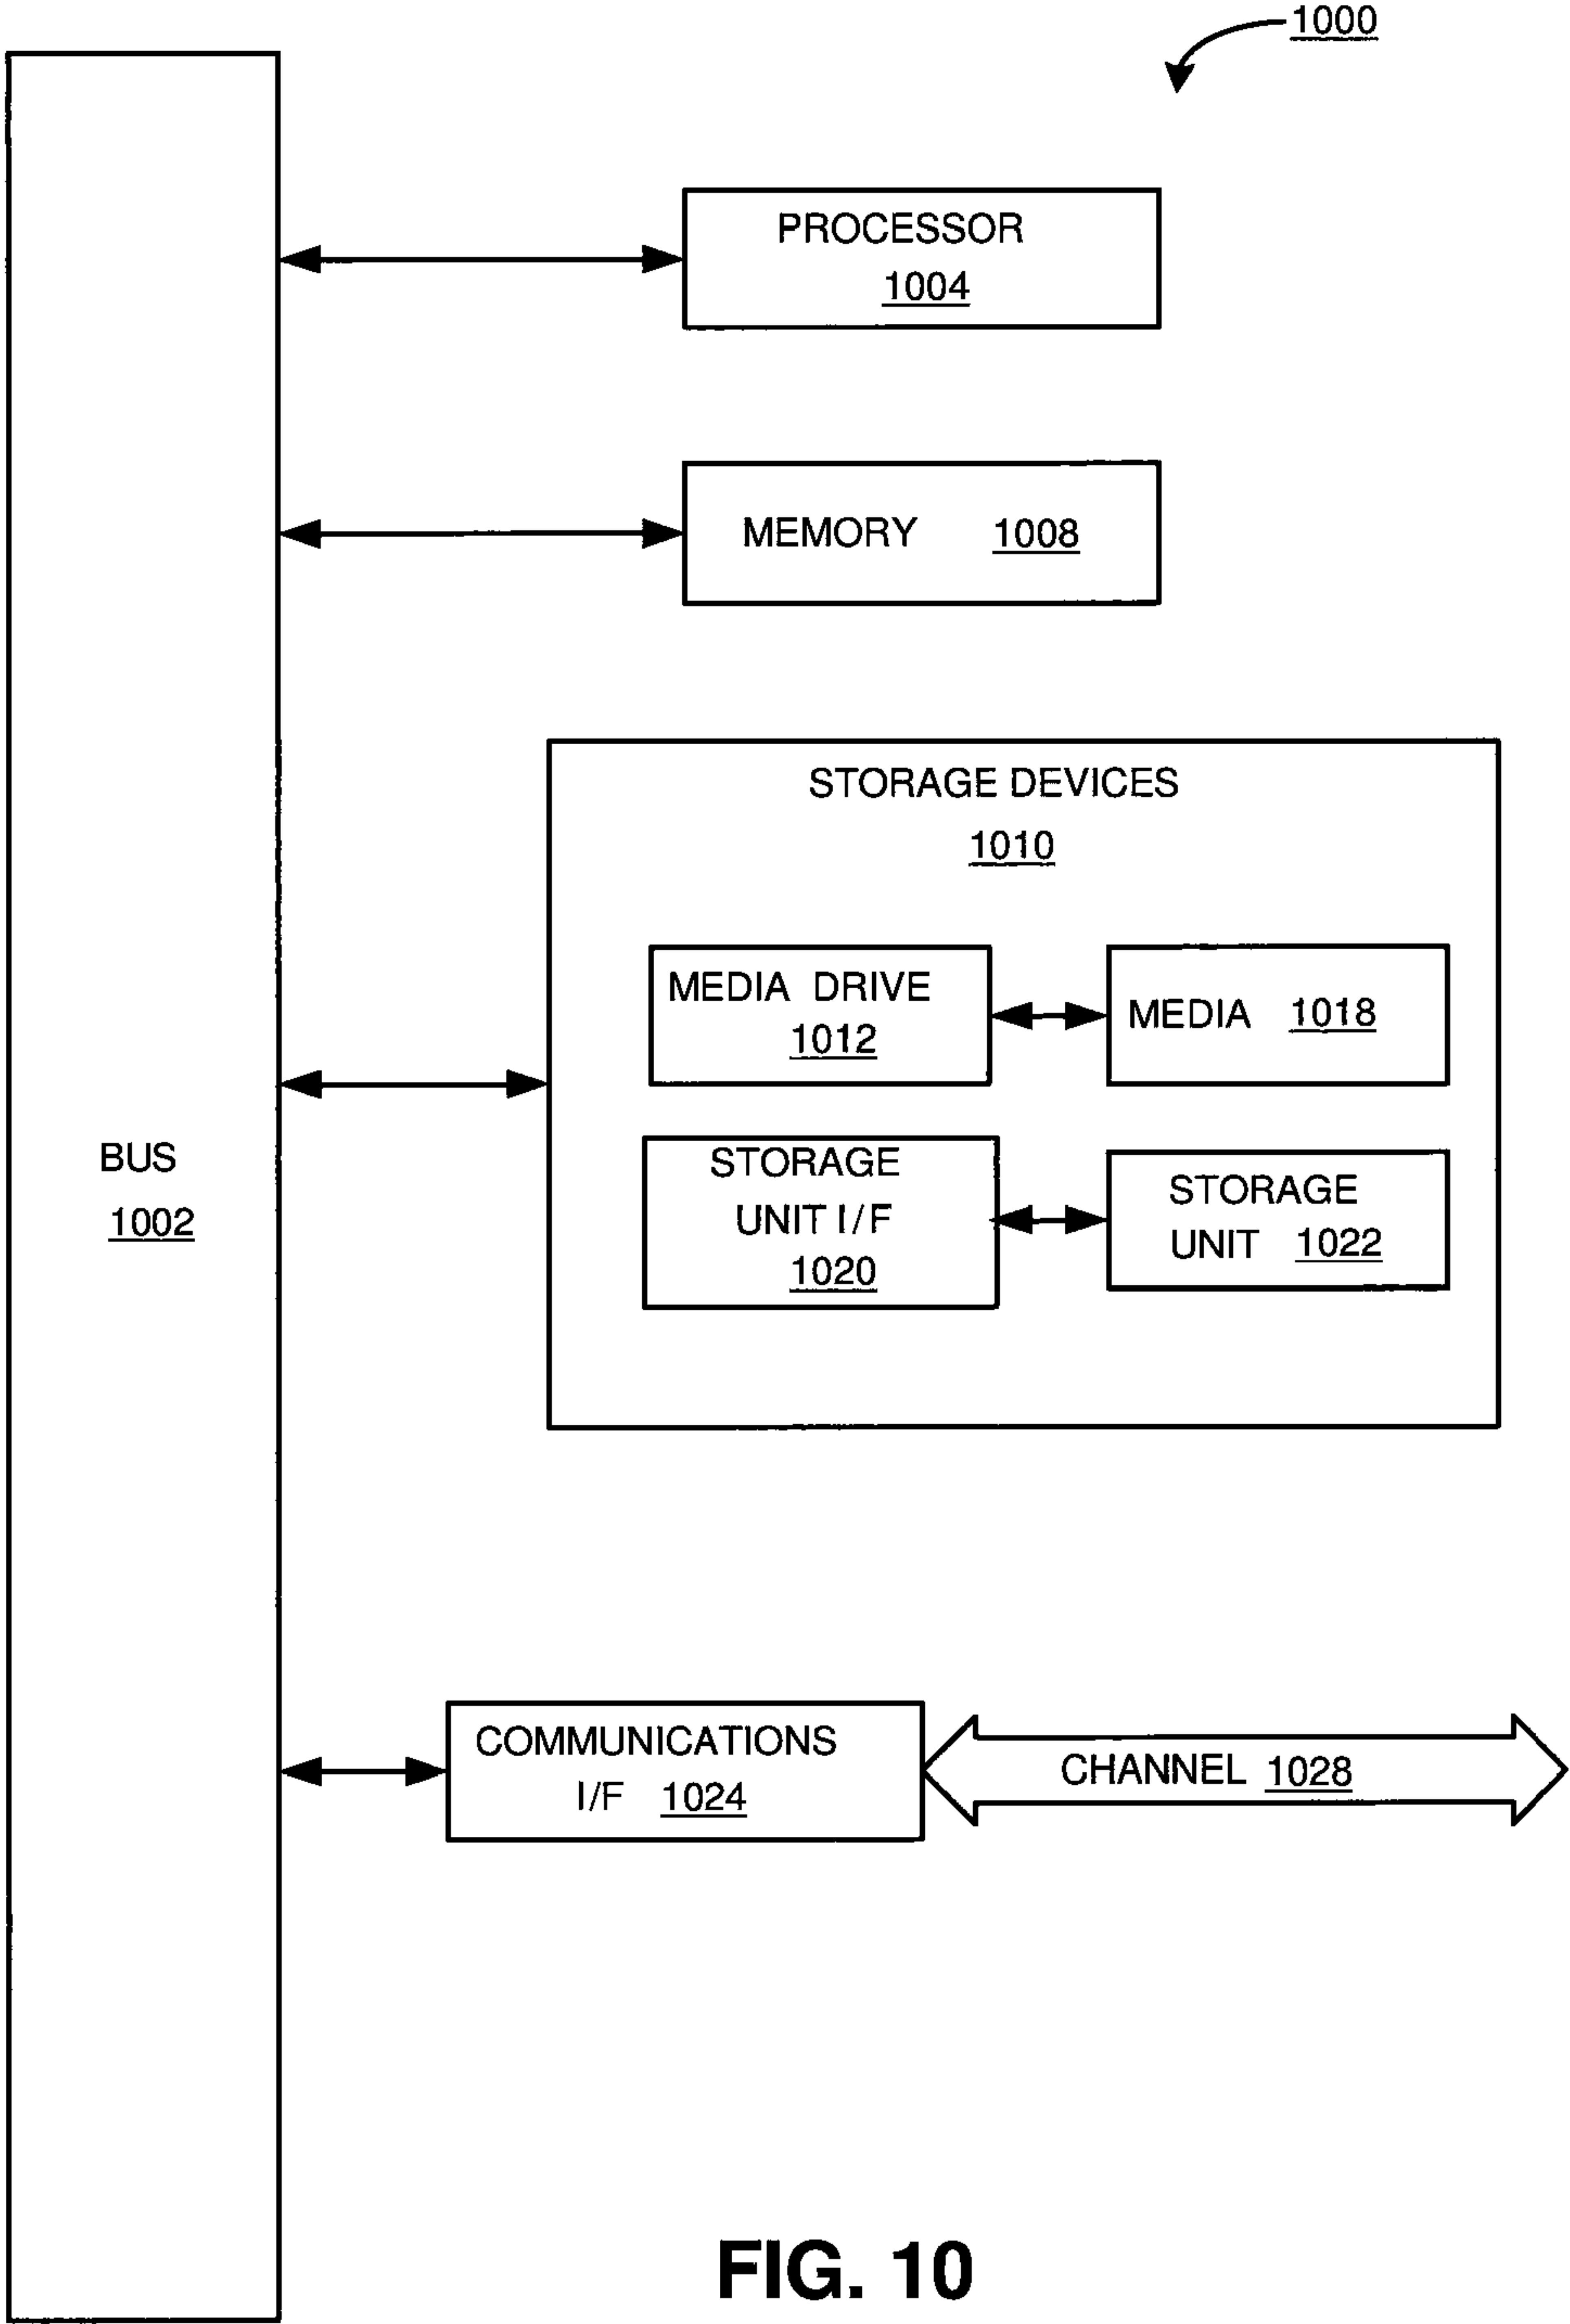 1000
PROCESSOR
1004
MEMORY 1008
STORAGE DEVICES
1010
MEDIA DRIVE
1012
MEDIA 1018
STORAGE
UNIT I/F
1020
STORAGE
UNIT 1022
BUS
1002
COMMUNICATIONS
I/F 1024
CHANNEL 1028
FIG. 10